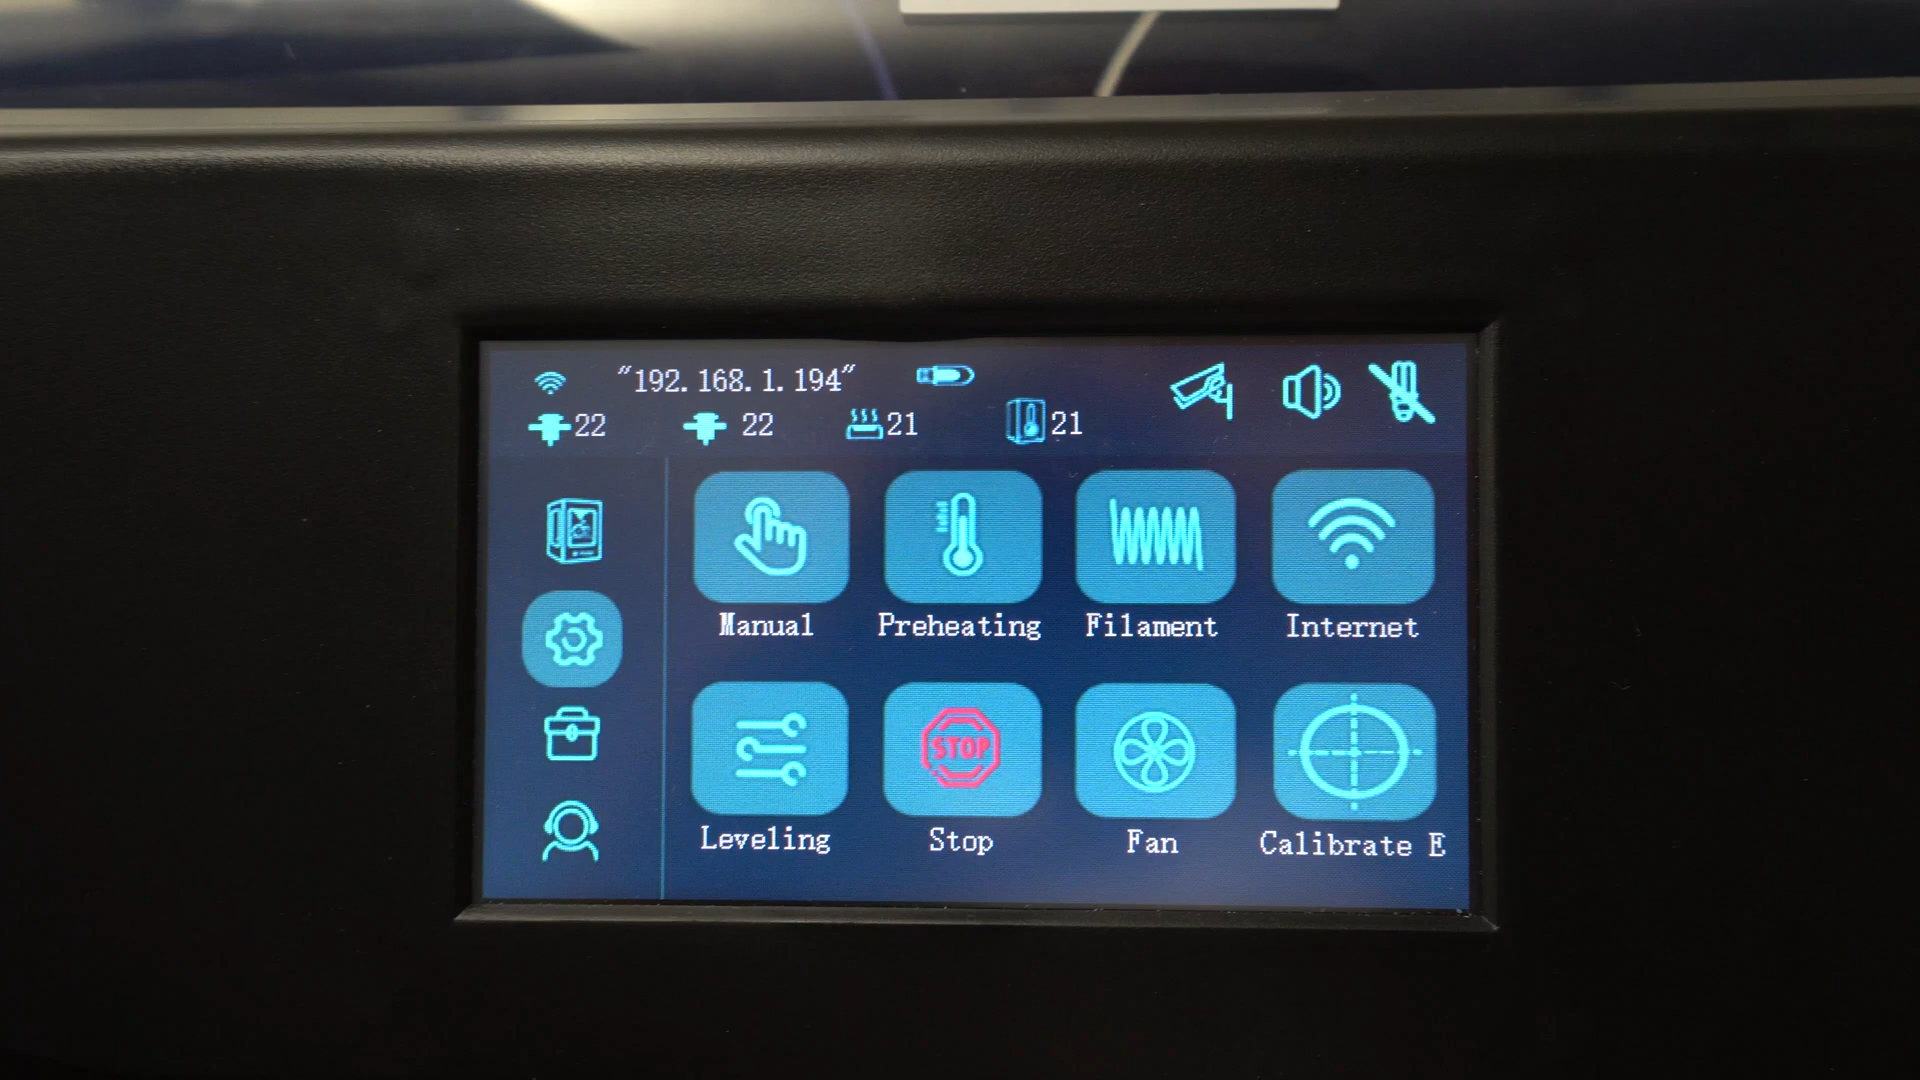 "192.168.1.194"
22 22 21 21
Manual Preheating Filament Internet
STOP
Leveling Stop Fan Calibrate E